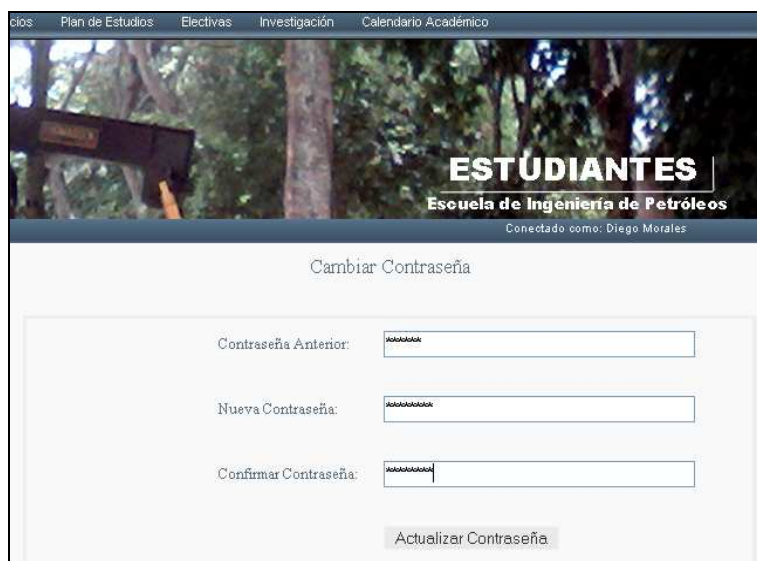 cios Plan de Estudios Electivas Investigación Calendario Académico
ESTUDIANTES
Escuela de Ingeniería de Petróleos
Conectado como: Diego Morales
Cambiar Contraseña
Contraseña Anterior:
Nueva Contraseña:
Confirmar Contraseña:
Actualizar Contraseña